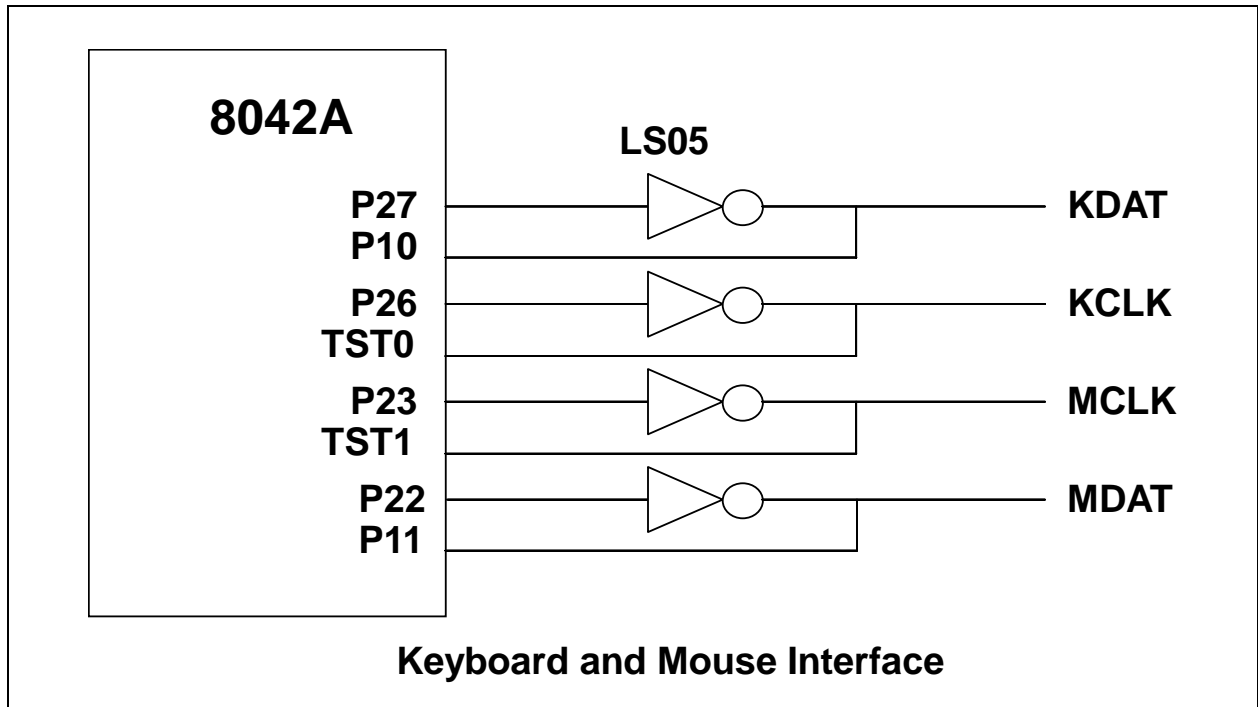 8042A
LS05
P27
KDAT
P10
P26
KCLK
TST0
P23
MCLK
TST1
P22
MDAT
P11
Keyboard and Mouse Interface